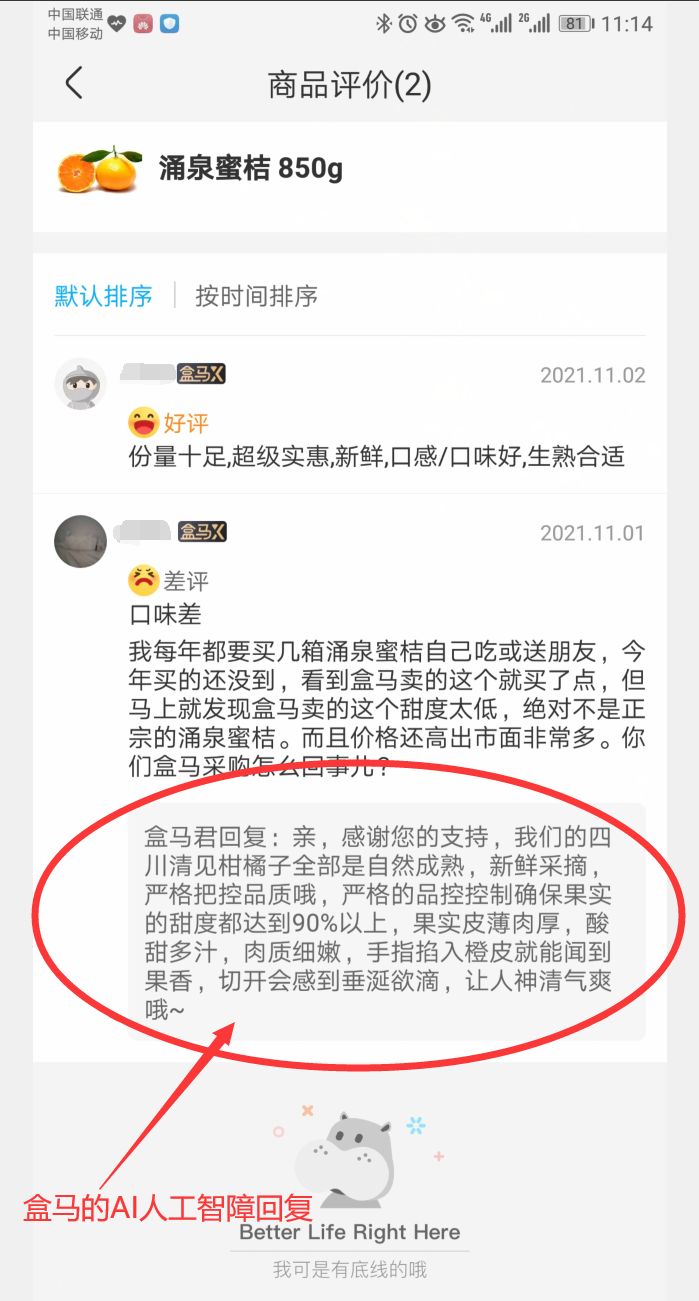 中国联通
中国移动
4G
2G
81
11:14
商品评价(2)
涌泉蜜桔 850g
默认排序
按时间排序
盒马X
2021.11.02
好评
份量十足,超级实惠,新鲜,口感/口味好,生熟合适
盒马X
2021.11.01
差评
口味差
我每年都要买几箱涌泉蜜桔自己吃或送朋友，今
年买的还没到，看到盒马卖的这个就买了点，但
马上就发现盒马卖的这个甜度太低，绝对不是正
宗的涌泉蜜桔。而且价格还高出市面非常多。你
们盒马采购怎么回事儿？
盒马君回复：亲，感谢您的支持，我们的四
川清见柑橘子全部是自然成熟，新鲜采摘，
严格把控品质哦，严格的品控控制确保果实
的甜度都达到90%以上，果实皮薄肉厚，酸
甜多汁，肉质细嫩，手指掐入橙皮就能闻到
果香，切开会感到垂涎欲滴，让人神清气爽
哦~
盒马的AI人工智障回复
Better Life Right Here
我可是有底线的哦